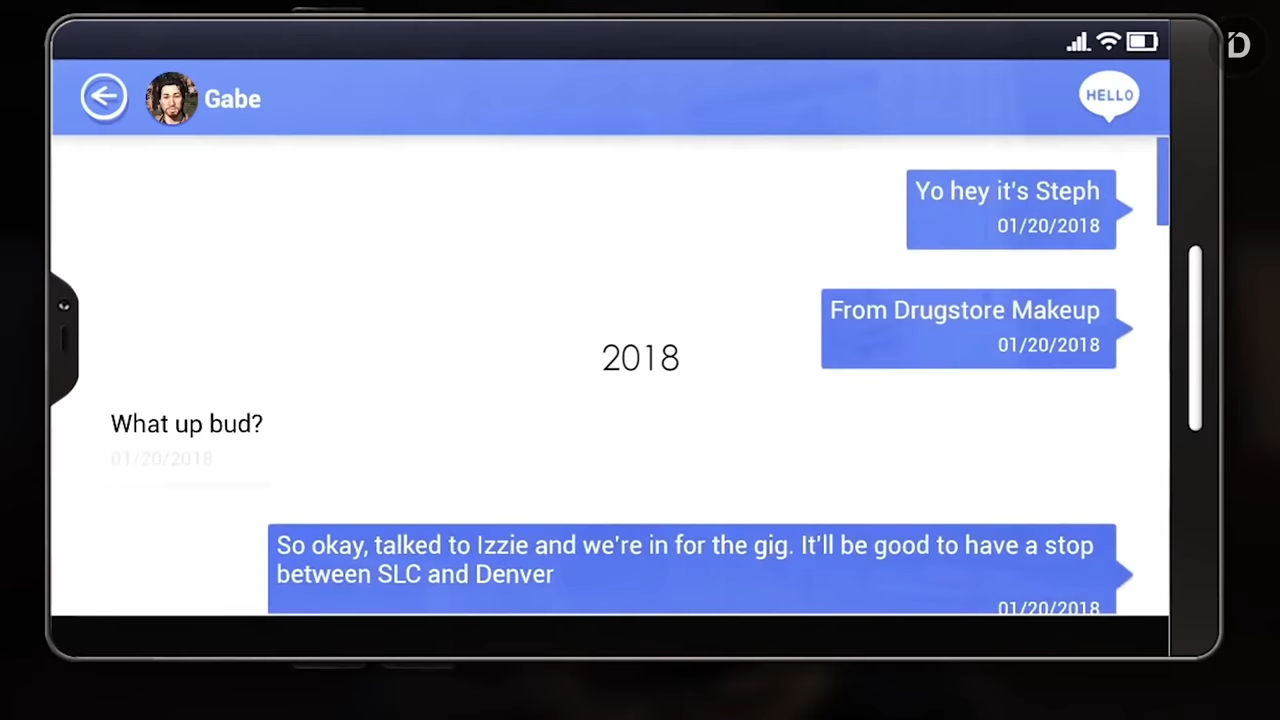 Gabe
HELLO
Yo hey it's Steph
01/20/2018
From Drugstore Makeup
01/20/2018
2018
What up bud?
01/20/2018
So okay, talked to Izzie and we're in for the gig. It'll be good to have a stop
between SLC and Denver
01/20/2018
D